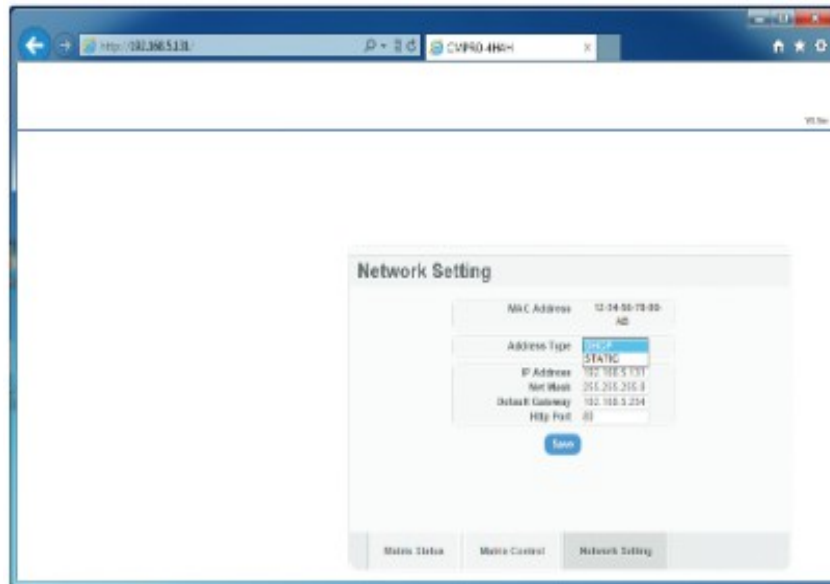 http://192.168.5.131/
CMPRO-4H4H
Network Setting
MAC Address 12-34-56-78-90-AB
Address Type DHCP
STATIC
IP Address 192.168.5.131
Net Mask 255.255.255.0
Default Gateway 192.168.5.254
Http Port 80
Save
Matrix Status Matrix Control Network Setting